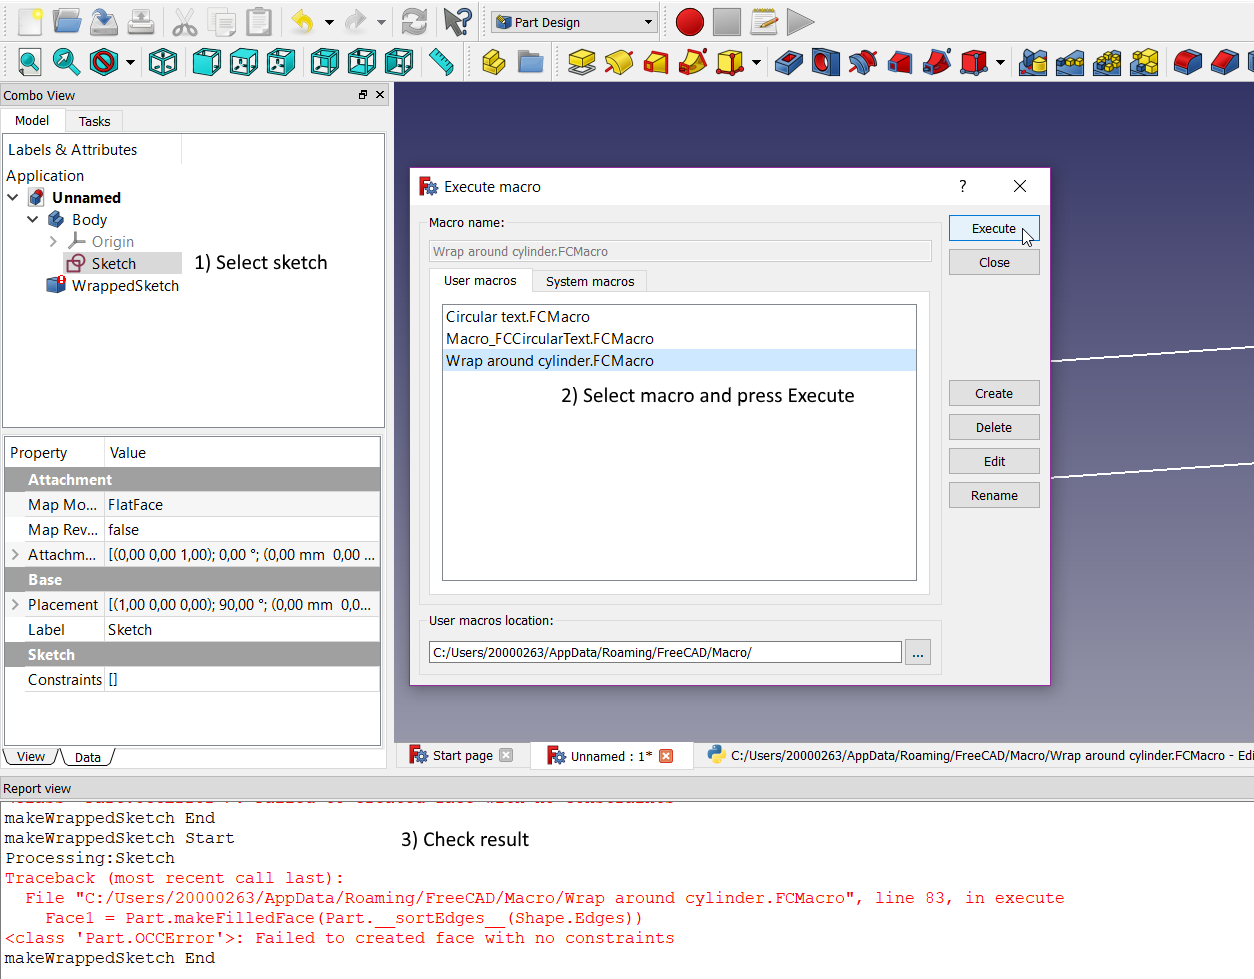 Part Design
Combo View
Model
Tasks
Labels & Attributes
Application
Unnamed
Body
Origin
Sketch
1) Select sketch
WrappedSketch
Execute macro
?
Macro name:
Wrap around cylinder.FCMacro
Execute
Close
User macros
System macros
Circular text.FCMacro
Macro_FCCircularText.FCMacro
Wrap around cylinder.FCMacro
2) Select macro and press Execute
Create
Delete
Edit
Rename
User macros location:
C:/Users/20000263/AppData/Roaming/FreeCAD/Macro/
...
Property Value
Attachment
Map Mo... FlatFace
Map Rev... false
Attachm... [(0,00 0,00 1,00); 0,00 °; (0,00 mm 0,00 ...
Base
Placement [(1,00 0,00 0,00); 90,00 °; (0,00 mm 0,0...
Label Sketch
Sketch
Constraints []
View
Data
Start page
Unnamed : 1*
C:/Users/20000263/AppData/Roaming/FreeCAD/Macro/Wrap around cylinder.FCMacro - Edi
Report view
makeWrappedSketch End
makeWrappedSketch Start
3) Check result
Processing:Sketch
Traceback (most recent call last):
File "C:/Users/20000263/AppData/Roaming/FreeCAD/Macro/Wrap around cylinder.FCMacro", line 83, in execute
Face1 = Part.makeFilledFace(Part.__sortEdges__(Shape.Edges))
<class 'Part.OCCError'>: Failed to created face with no constraints
makeWrappedSketch End